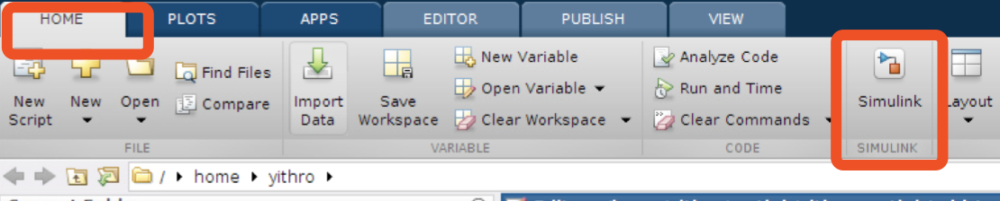 HOME PLOTS APPS EDITOR PUBLISH VIEW
New Script
New
Open
Find Files
Compare
Import Data
Save Workspace
New Variable
Open Variable
Clear Workspace
Analyze Code
Run and Time
Clear Commands
Simulink
Layout
FILE VARIABLE CODE SIMULINK
/ home yithro